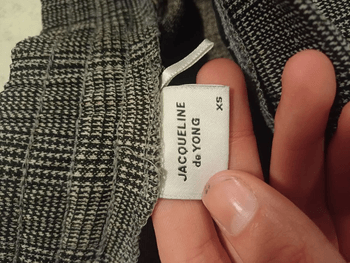 JACQUELINE
de YONG
XS